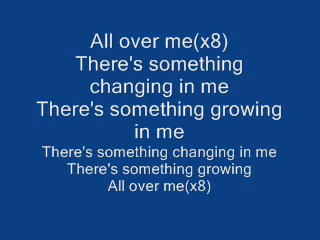 All over me(x8)
There's something
changing in me
There's something growing
in me
There's something changing in me
There's something growing
All over me(x8)